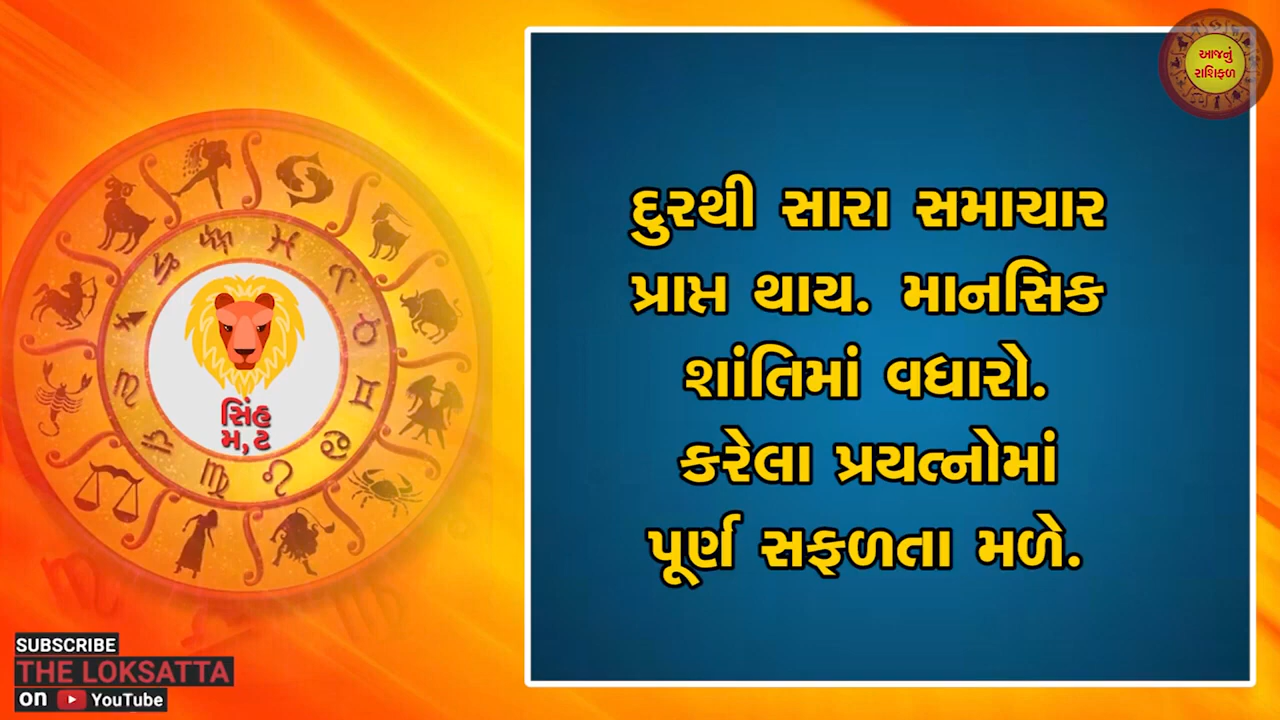 આજનું
રાશિફળ
દુરથી સારા સમાચાર
પ્રાપ્ત થાય. માનસિક
શાંતિમાં વધારો.
કરેલા પ્રયત્નોમાં
પૂર્ણ સફળતા મળે.
સિંહ
મ, ટ
SUBSCRIBE
THE LOKSATTA
on YouTube